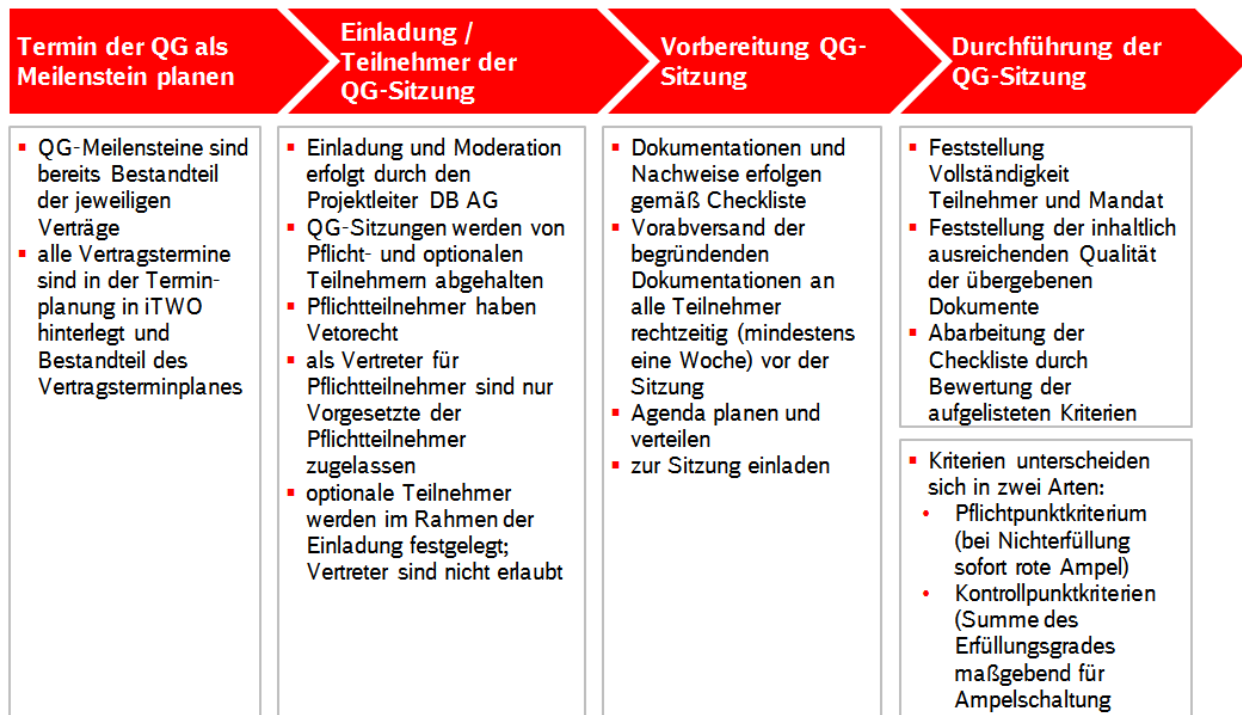 Termin der QG als
Meilenstein planen
Einladung /
Teilnehmer der
QG-Sitzung
Vorbereitung QG-
Sitzung
Durchführung der
QG-Sitzung
▪ QG-Meilensteine sind
bereits Bestandteil
der jeweiligen
Verträge
▪ alle Vertragstermine
sind in der Termin-
planung in iTWO
hinterlegt und
Bestandteil des
Vertragsterminplanes
▪ Einladung und Moderation
erfolgt durch den
Projektleiter DB AG
▪ QG-Sitzungen werden von
Pflicht- und optionalen
Teilnehmern abgehalten
▪ Pflichtteilnehmer haben
Vetorecht
▪ als Vertreter für
Pflichtteilnehmer sind nur
Vorgesetzte der
Pflichtteilnehmer
zugelassen
▪ optionale Teilnehmer
werden im Rahmen der
Einladung festgelegt;
Vertreter sind nicht erlaubt
▪ Dokumentationen und
Nachweise erfolgen
gemäß Checkliste
▪ Vorabversand der
begründenden
Dokumentationen an
alle Teilnehmer
rechtzeitig (mindestens
eine Woche) vor der
Sitzung
▪ Agenda planen und
verteilen
▪ zur Sitzung einladen
▪ Feststellung
Vollständigkeit
Teilnehmer und Mandat
▪ Feststellung der inhaltlich
ausreichenden Qualität
der übergebenen
Dokumente
▪ Abarbeitung der
Checkliste durch
Bewertung der
aufgelisteten Kriterien
▪ Kriterien unterscheiden
sich in zwei Arten:
• Pflichtpunktkriterium
(bei Nichterfüllung
sofort rote Ampel)
• Kontrollpunktkriterien
(Summe des
Erfüllungsgrades
maßgebend für
Ampelschaltung